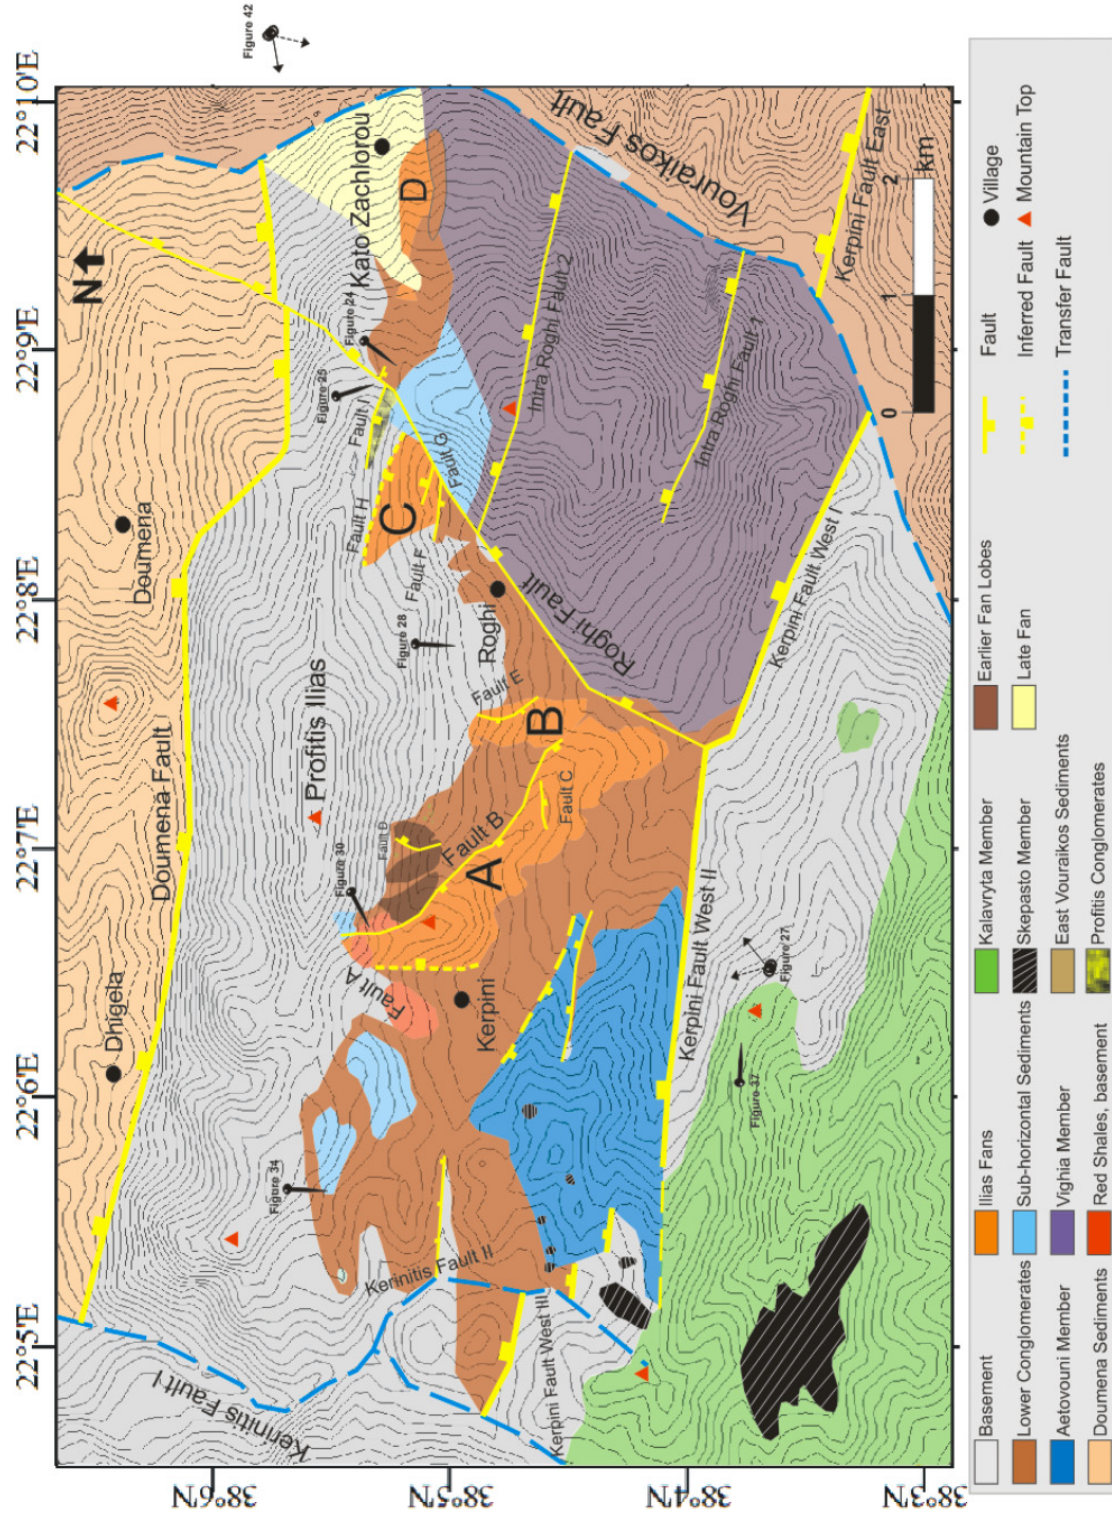 22°5'E
22°6'E
22°7'E
22°8'E
22°9'E
22°10'E
38°6'N
38°5'N
38°4'N
38°3'N
N
Figure 42
Dhigela
Doumena
Doumena Fault
Profitis Ilias
Kato Zachlorou
Figure 34
Figure 30
Figure 28
Figure 25
Figure 24
Kerinitis Fault I
Kerinitis Fault II
Fault A
Fault D
Fault B
Fault E
Fault F
Fault H
Fault I
Fault G
A
B
C
D
Kerpini
Fault C
Roghi
Roghi Fault
Intra Roghi Fault 2
Intra Roghi Fault 1
Vouraikos Fault
Kerpini Fault West III
Kerpini Fault West II
Kerpini Fault West I
Kerpini Fault East
Figure 37
Figure 27
0
1
2
km
Basement
Lower Conglomerates
Aetovouni Member
Doumena Sediments
Ilias Fans
Sub-horizontal Sediments
Vighia Member
Red Shales, basement
Kalavryta Member
Skepasto Member
East Vouraikos Sediments
Profitis Conglomerates
Earlier Fan Lobes
Late Fan
Fault
Inferred Fault
Transfer Fault
Village
Mountain Top